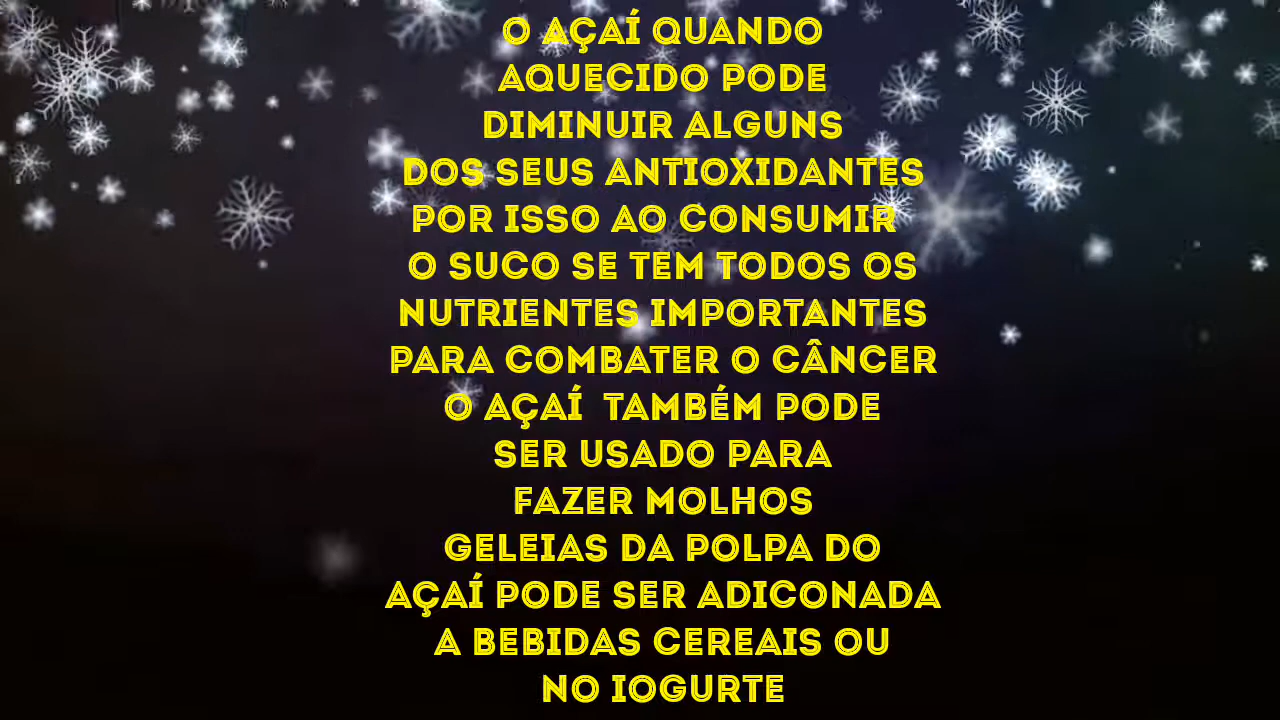 O AÇAÍ QUANDO
AQUECIDO PODE
DIMINUIR ALGUNS
DOS SEUS ANTIOXIDANTES
POR ISSO AO CONSUMIR
O SUCO SE TEM TODOS OS
NUTRIENTES IMPORTANTES
PARA COMBATER O CÂNCER
O AÇAÍ TAMBÉM PODE
SER USADO PARA
FAZER MOLHOS
GELEIAS DA POLPA DO
AÇAÍ PODE SER ADICONADA
A BEBIDAS CEREAIS OU
NO IOGURTE